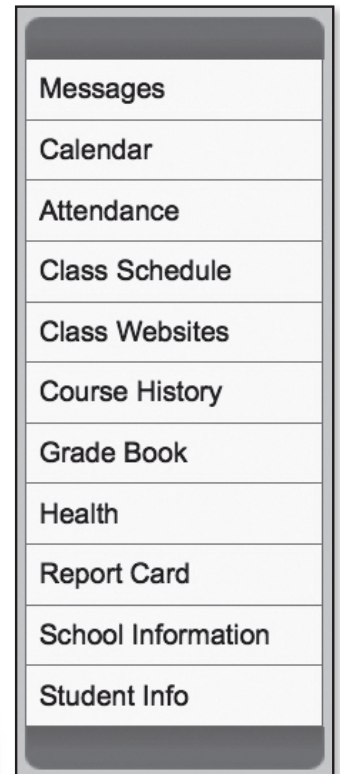 Messages
Calendar
Attendance
Class Schedule
Class Websites
Course History
Grade Book
Health
Report Card
School Information
Student Info